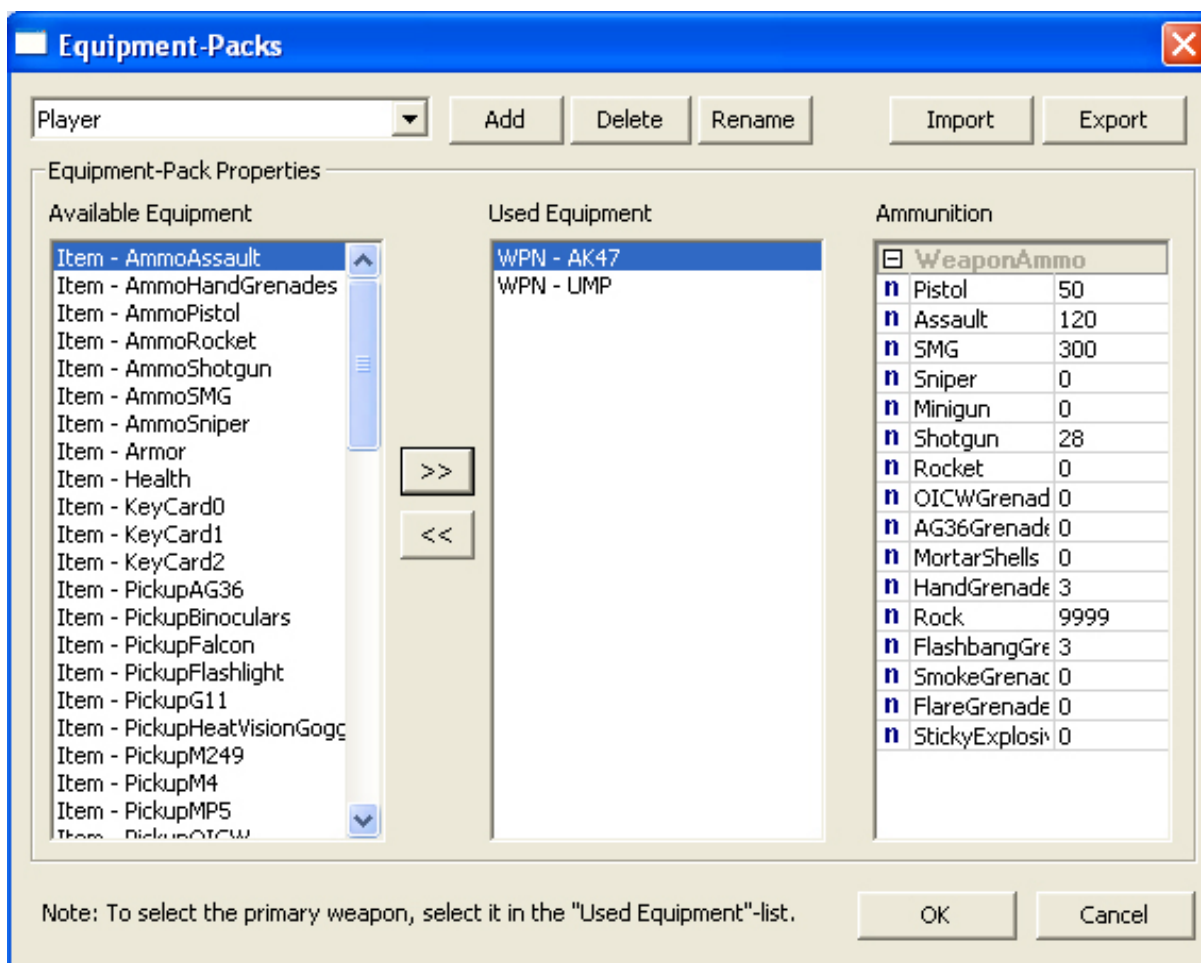 Equipment-Packs
Player
Add
Delete
Rename
Import
Export
Equipment-Pack Properties
Available Equipment
Item - AmmoAssault
Item - AmmoHandGrenades
Item - AmmoPistol
Item - AmmoRocket
Item - AmmoShotgun
Item - AmmoSMG
Item - AmmoSniper
Item - Armor
Item - Health
Item - KeyCard0
Item - KeyCard1
Item - KeyCard2
Item - PickupAG36
Item - PickupBinoculars
Item - PickupFalcon
Item - PickupFlashlight
Item - PickupG11
Item - PickupHeatVisionGogg
Item - PickupM249
Item - PickupM4
Item - PickupMP5
Item - PickupOICW
>>
<<
Used Equipment
WPN - AK47
WPN - UMP
Ammunition
WeaponAmmo
n Pistol 50
n Assault 120
n SMG 300
n Sniper 0
n Minigun 0
n Shotgun 28
n Rocket 0
n OICWGrenad 0
n AG36Grenade 0
n MortarShells 0
n HandGrenade 3
n Rock 9999
n FlashbangGre 3
n SmokeGrenac 0
n FlareGrenade 0
n StickyExplosiv 0
Note: To select the primary weapon, select it in the "Used Equipment"-list.
OK
Cancel